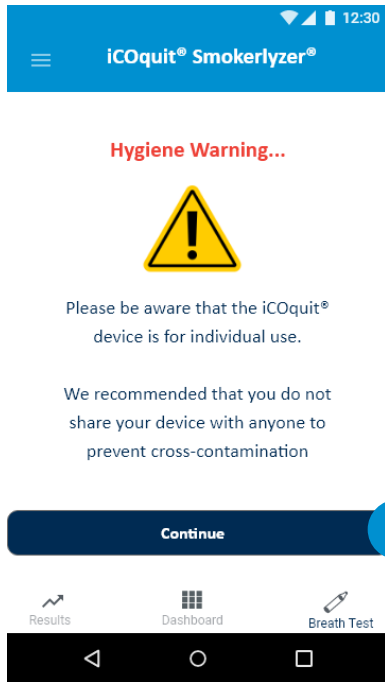 12:30
iCOquit® Smokerlyzer®
Hygiene Warning...
Please be aware that the iCOquit®
device is for individual use.
We recommended that you do not
share your device with anyone to
prevent cross-contamination
Continue
Results
Dashboard
Breath Test